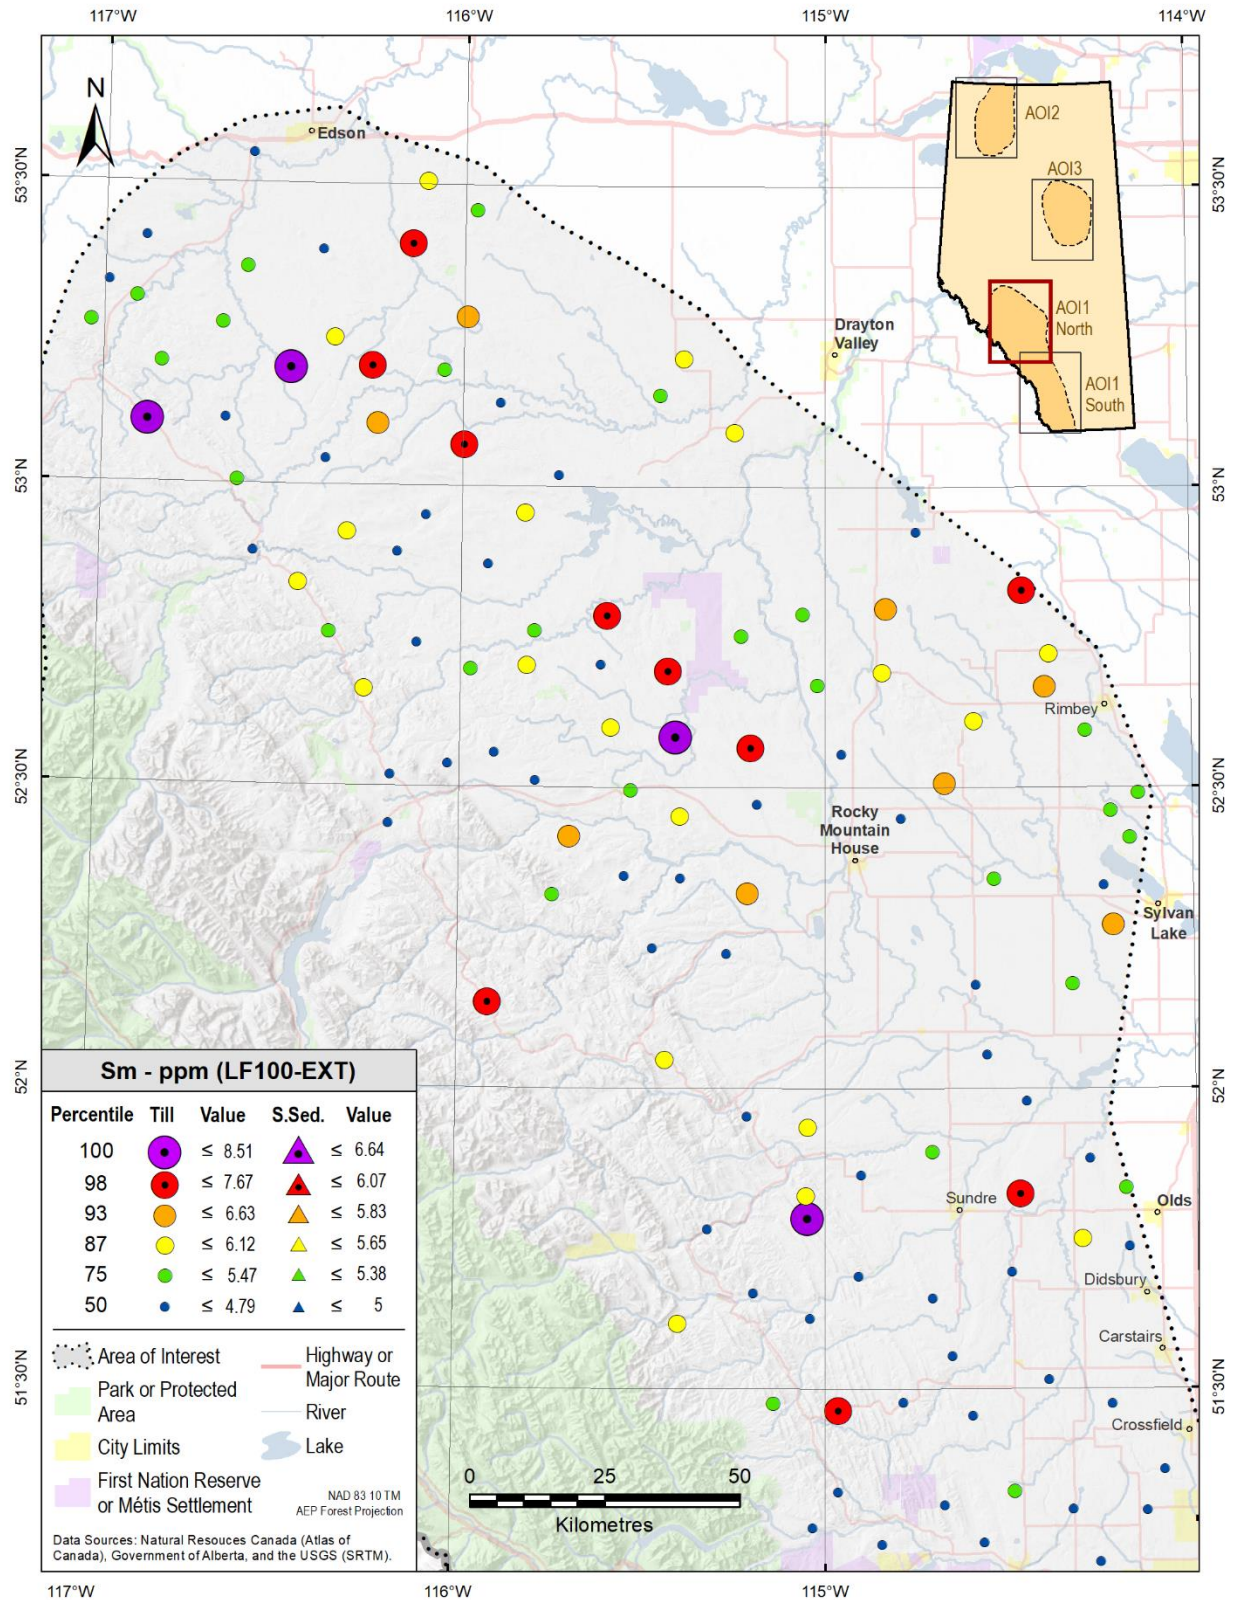 117°W 116°W 115°W 114°W
N
Edson
AOI2
AOI3
53°30'N 53°30'N
AOI1
North
Drayton
Valley
AOI1
South
53°N 53°N
Rimbey
52°30'N 52°30'N
Rocky
Mountain
House
Sylvan
Lake
52°N 52°N
Sundre
Olds
Didsbury
Carstairs
51°30'N 51°30'N
Crossfield
Sm - ppm (LF100-EXT)
Percentile Till Value S.Sed. Value
100 ≤ 8.51 ≤ 6.64
98 ≤ 7.67 ≤ 6.07
93 ≤ 6.63 ≤ 5.83
87 ≤ 6.12 ≤ 5.65
75 ≤ 5.47 ≤ 5.38
50 ≤ 4.79 ≤ 5
Area of Interest
Highway or
Major Route
Park or Protected
Area
River
City Limits
Lake
First Nation Reserve
or Métis Settlement
NAD 83 10 TM
AEP Forest Projection
Data Sources: Natural Resouces Canada (Atlas of
Canada), Government of Alberta, and the USGS (SRTM).
0 25 50
Kilometres
117°W 116°W 115°W